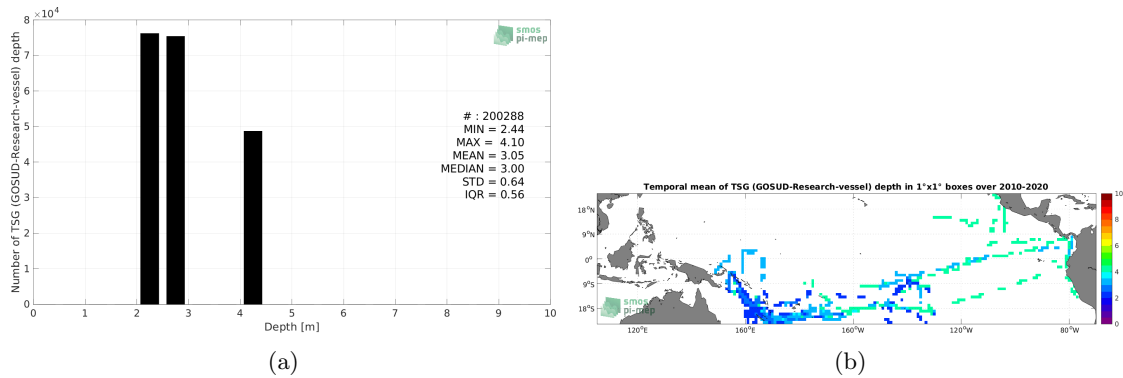 ×10⁴
8
7
6
5
4
3
2
1
0
Number of TSG (GOSUD-Research-vessel) depth
smos
pi-mep
# : 200288
MIN = 2.44
MAX = 4.10
MEAN = 3.05
MEDIAN = 3.00
STD = 0.64
IQR = 0.56
0 1 2 3 4 5 6 7 8 9 10
Depth [m]
(a)
Temporal mean of TSG (GOSUD-Research-vessel) depth in 1°x1° boxes over 2010-2020
18°N
9°N
0°
9°S
18°S
smos
pi-mep
120°E 160°E 160°W 120°W 80°W
10
8
6
4
2
0
(b)